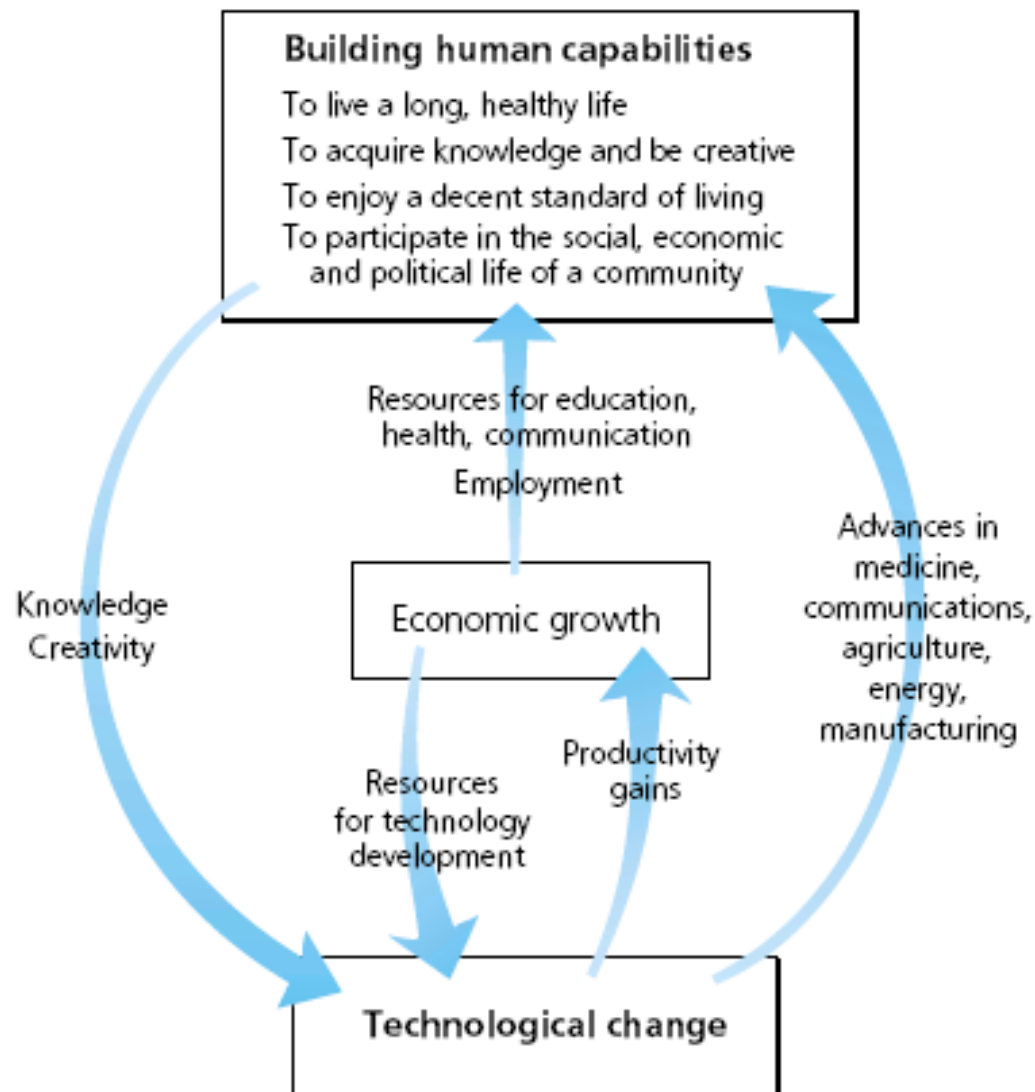 Building human capabilities
To live a long, healthy life
To acquire knowledge and be creative
To enjoy a decent standard of living
To participate in the social, economic
and political life of a community
Resources for education,
health, communication
Employment
Knowledge
Creativity
Economic growth
Advances in
medicine,
communications,
agriculture,
energy,
manufacturing
Resources
for technology
development
Productivity
gains
Technological change